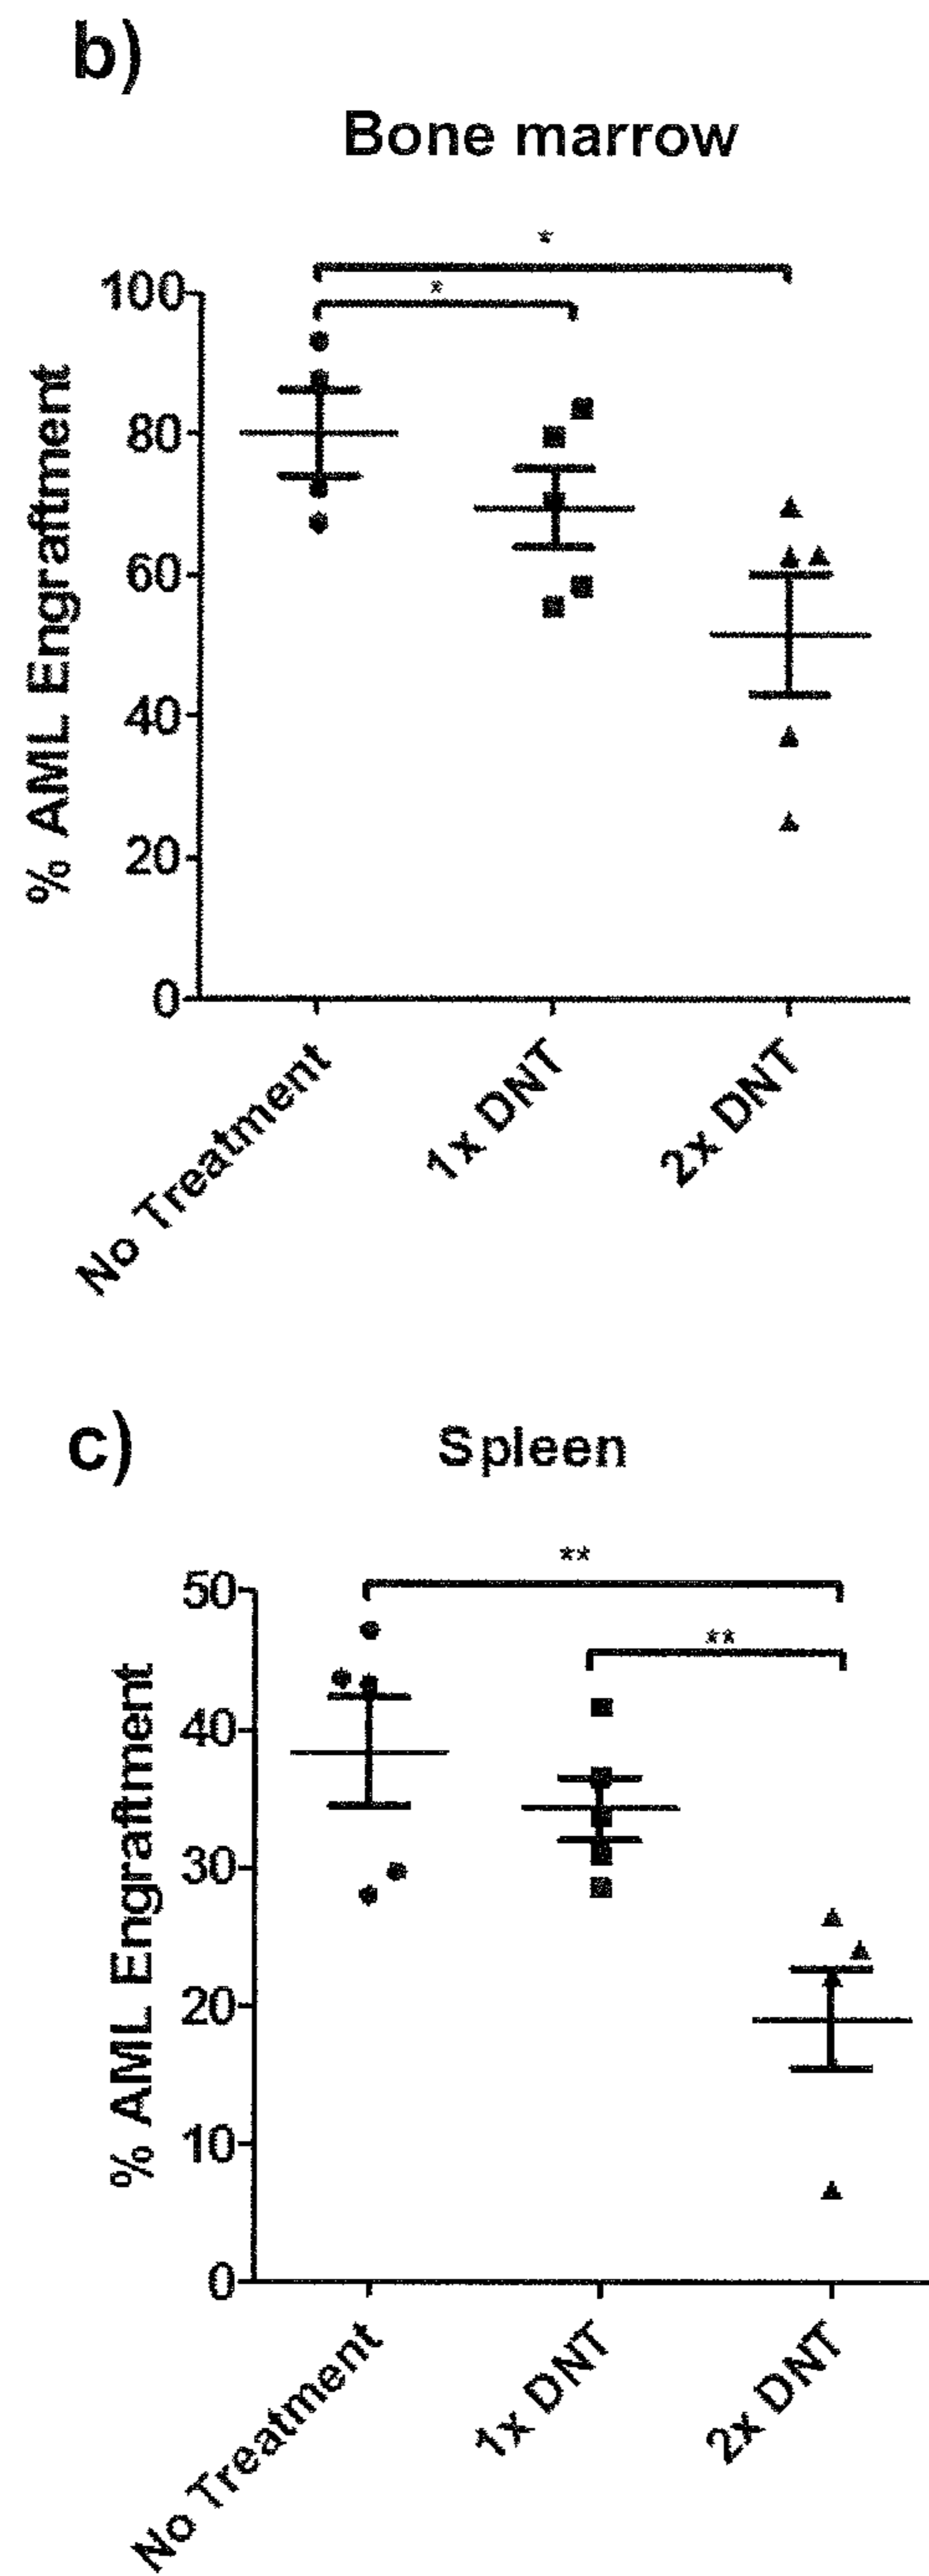 b)
Bone marrow
*
*
% AML Engraftment
100
80
60
40
20
0
No Treatment
1x DNT
2x DNT
c)
Spleen
**
**
% AML Engraftment
50
40
30
20
10
0
No Treatment
1x DNT
2x DNT